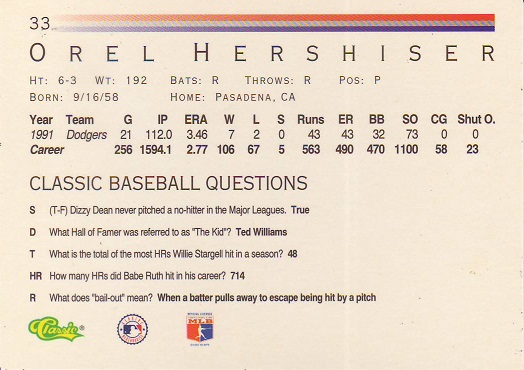 33
OREL HERSHISER
HT: 6-3 WT: 192 BATS: R THROWS: R POS: P
BORN: 9/16/58 HOME: PASADENA, CA
Year Team G IP ERA W L S Runs ER BB SO CG Shut O.
1991 Dodgers 21 112.0 3.46 7 2 0 43 43 32 73 0 0
Career 256 1594.1 2.77 106 67 5 563 490 470 1100 58 23
CLASSIC BASEBALL QUESTIONS
S (T-F) Dizzy Dean never pitched a no-hitter in the Major Leagues. True
D What Hall of Famer was referred to as "The Kid"? Ted Williams
T What is the total of the most HRs Willie Stargell hit in a season? 48
HR How many HRs did Babe Ruth hit in his career? 714
R What does "bail-out" mean? When a batter pulls away to escape being hit by a pitch
Classic®
MLB